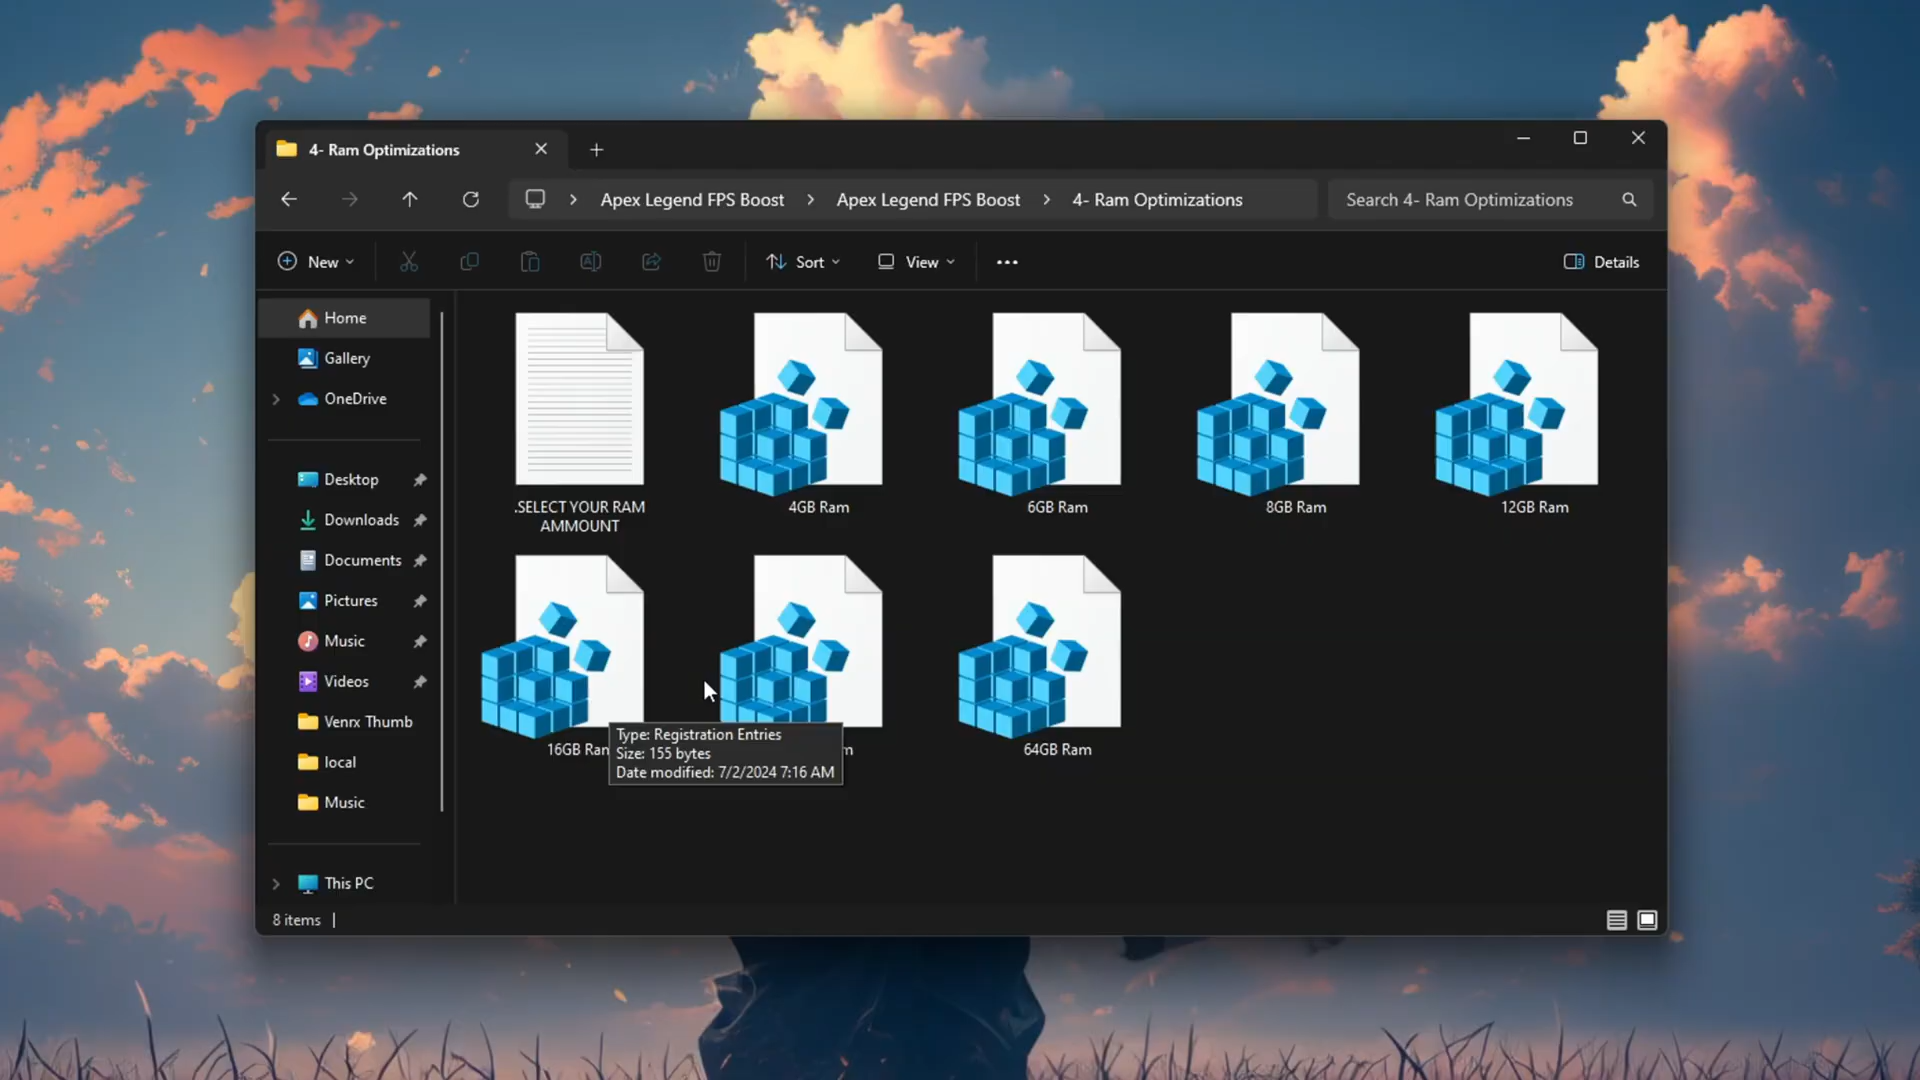 4- Ram Optimizations
Apex Legend FPS Boost
Apex Legend FPS Boost
4- Ram Optimizations
Search 4- Ram Optimizations
New
Sort
View
Details
Home
Gallery
OneDrive
Desktop
Downloads
Documents
Pictures
Music
Videos
Venrx Thumb
local
Music
This PC
.SELECT YOUR RAM
AMMOUNT
4GB Ram
6GB Ram
8GB Ram
12GB Ram
16GB Ram
64GB Ram
Type: Registration Entries
Size: 155 bytes
Date modified: 7/2/2024 7:16 AM
8 items